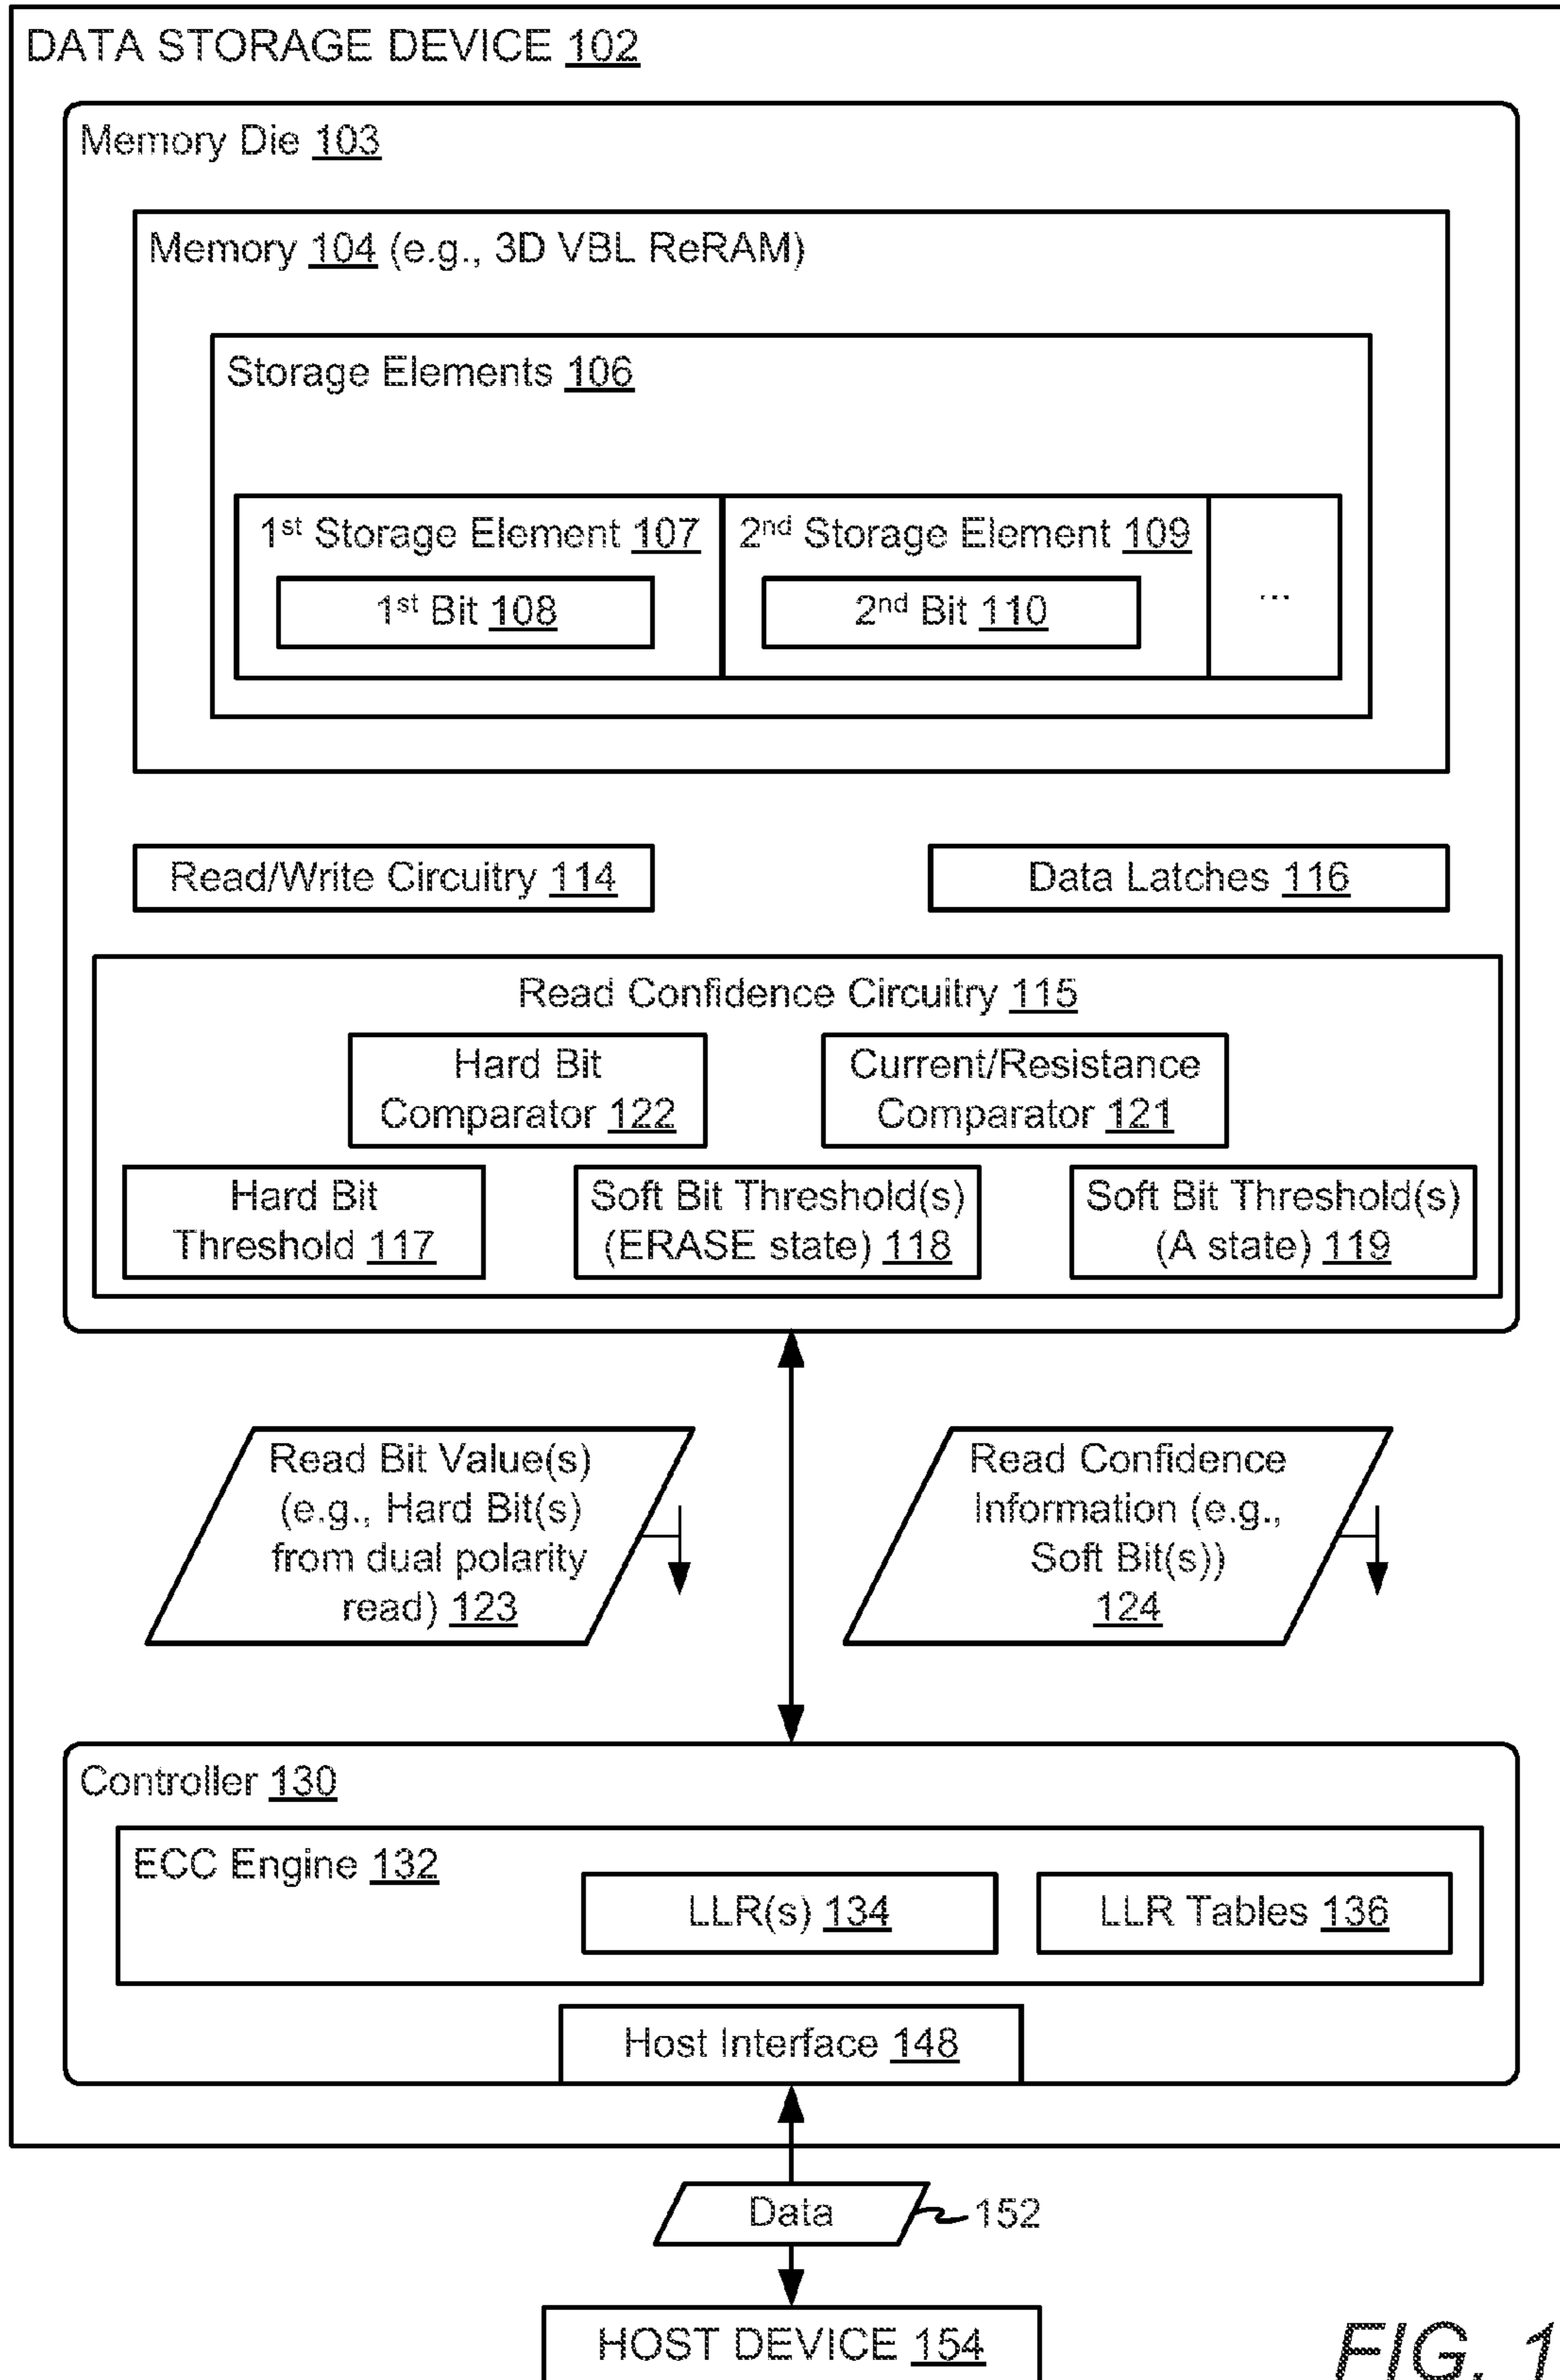 DATA STORAGE DEVICE 102
Memory Die 103
Memory 104 (e.g., 3D VBL ReRAM)
Storage Elements 106
1st Storage Element 107
2nd Storage Element 109
...
1st Bit 108
2nd Bit 110
Read/Write Circuitry 114
Data Latches 116
Read Confidence Circuitry 115
Hard Bit
Comparator 122
Current/Resistance
Comparator 121
Hard Bit
Threshold 117
Soft Bit Threshold(s)
(ERASE state) 118
Soft Bit Threshold(s)
(A state) 119
Read Bit Value(s)
(e.g., Hard Bit(s)
from dual polarity
read) 123
Read Confidence
Information (e.g.,
Soft Bit(s))
124
Controller 130
ECC Engine 132
LLR(s) 134
LLR Tables 136
Host Interface 148
Data
152
HOST DEVICE 154
FIG. 1